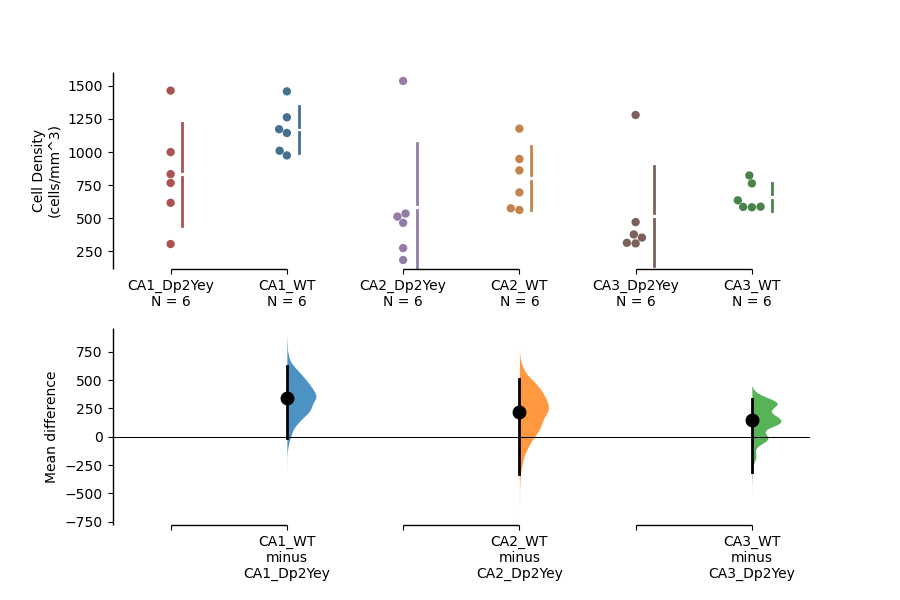 1500
1250
1000
750
500
250
Cell Density
(cells/mm^3)
CA1_Dp2Yey
N = 6
CA1_WT
N = 6
CA2_Dp2Yey
N = 6
CA2_WT
N = 6
CA3_Dp2Yey
N = 6
CA3_WT
N = 6
750
500
250
0
−250
−500
−750
Mean difference
CA1_WT
minus
CA1_Dp2Yey
CA2_WT
minus
CA2_Dp2Yey
CA3_WT
minus
CA3_Dp2Yey